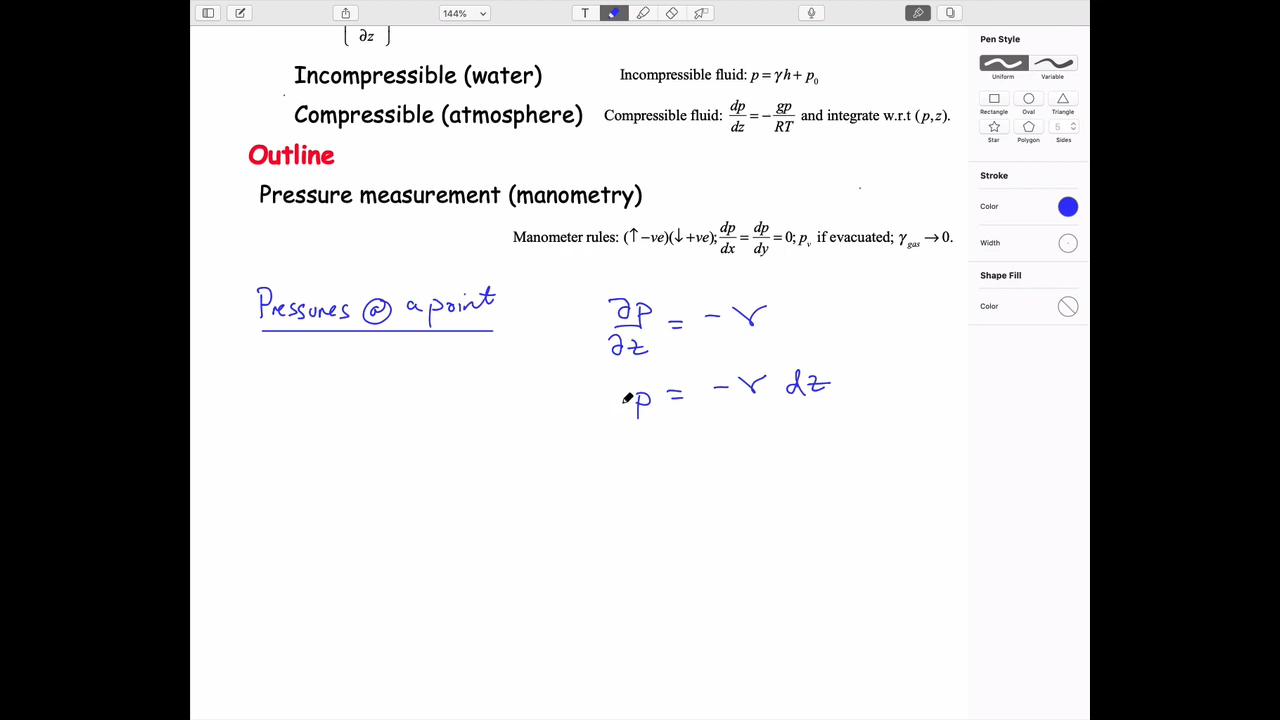 144%
T
∂z
Pen Style
Uniform
Variable
Incompressible (water)
Incompressible fluid: p = γh + p₀
Rectangle
Oval
Triangle
Compressible (atmosphere)
Compressible fluid: dp/dz = − gp/RT and integrate w.r.t (p,z).
5
Star
Polygon
Sides
Outline
Stroke
Pressure measurement (manometry)
Color
Manometer rules: (↑ −ve)(↓ +ve); dp/dx = dp/dy = 0; pᵥ if evacuated; γ_gas → 0.
Width
Shape Fill
Color
Pressures @ a point
∂p/∂z = − γ
p = − γ dz